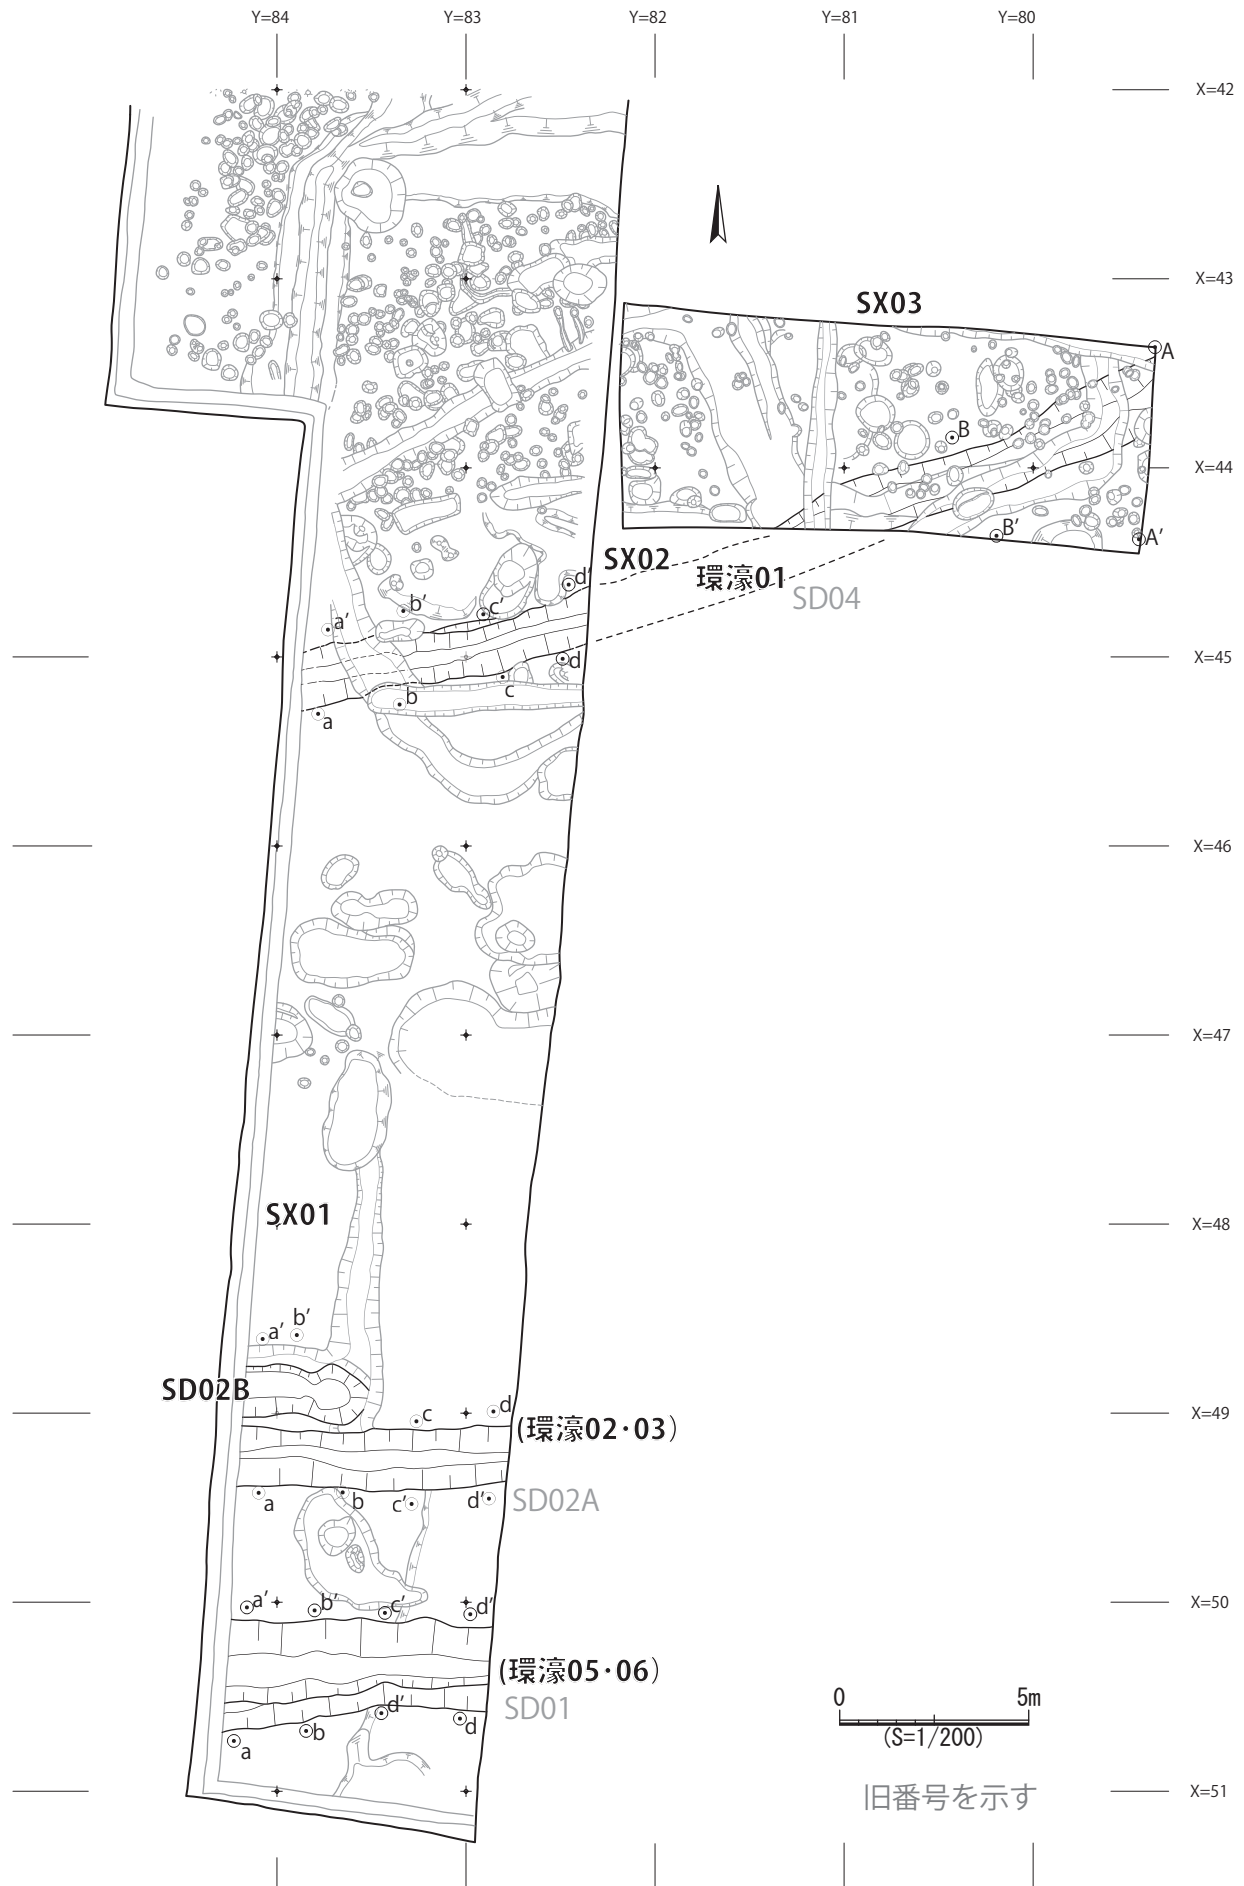 Y=84 Y=83 Y=82 Y=81 Y=80
X=42
X=43
SX03
A
B
X=44
B′
A′
SX02
環濠01
SD04
d′
b′
c′
a′
X=45
d
c
b
a
X=46
X=47
SX01
X=48
a′
b′
SD02B
c
d
X=49
(環濠02・03)
a
b
c′
d′
SD02A
a′
b′
c′
d′
X=50
(環濠05・06)
SD01
d′
d
b
a
0 5m
(S=1/200)
旧番号を示す
X=51